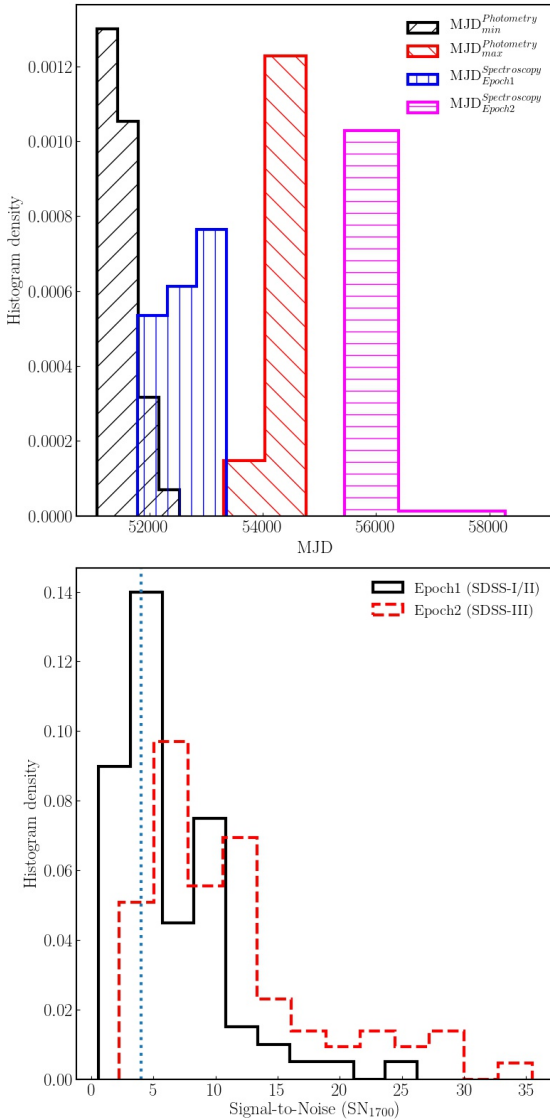 MJD^{Photometry}_{min}
MJD^{Photometry}_{max}
MJD^{Spectroscopy}_{Epoch1}
MJD^{Spectroscopy}_{Epoch2}
Histogram density
0.0012
0.0010
0.0008
0.0006
0.0004
0.0002
0.0000
52000 54000 56000 58000
MJD
Epoch1 (SDSS-I/II)
Epoch2 (SDSS-III)
Histogram density
0.14
0.12
0.10
0.08
0.06
0.04
0.02
0.00
0 5 10 15 20 25 30 35
Signal-to-Noise (SN_{1700})